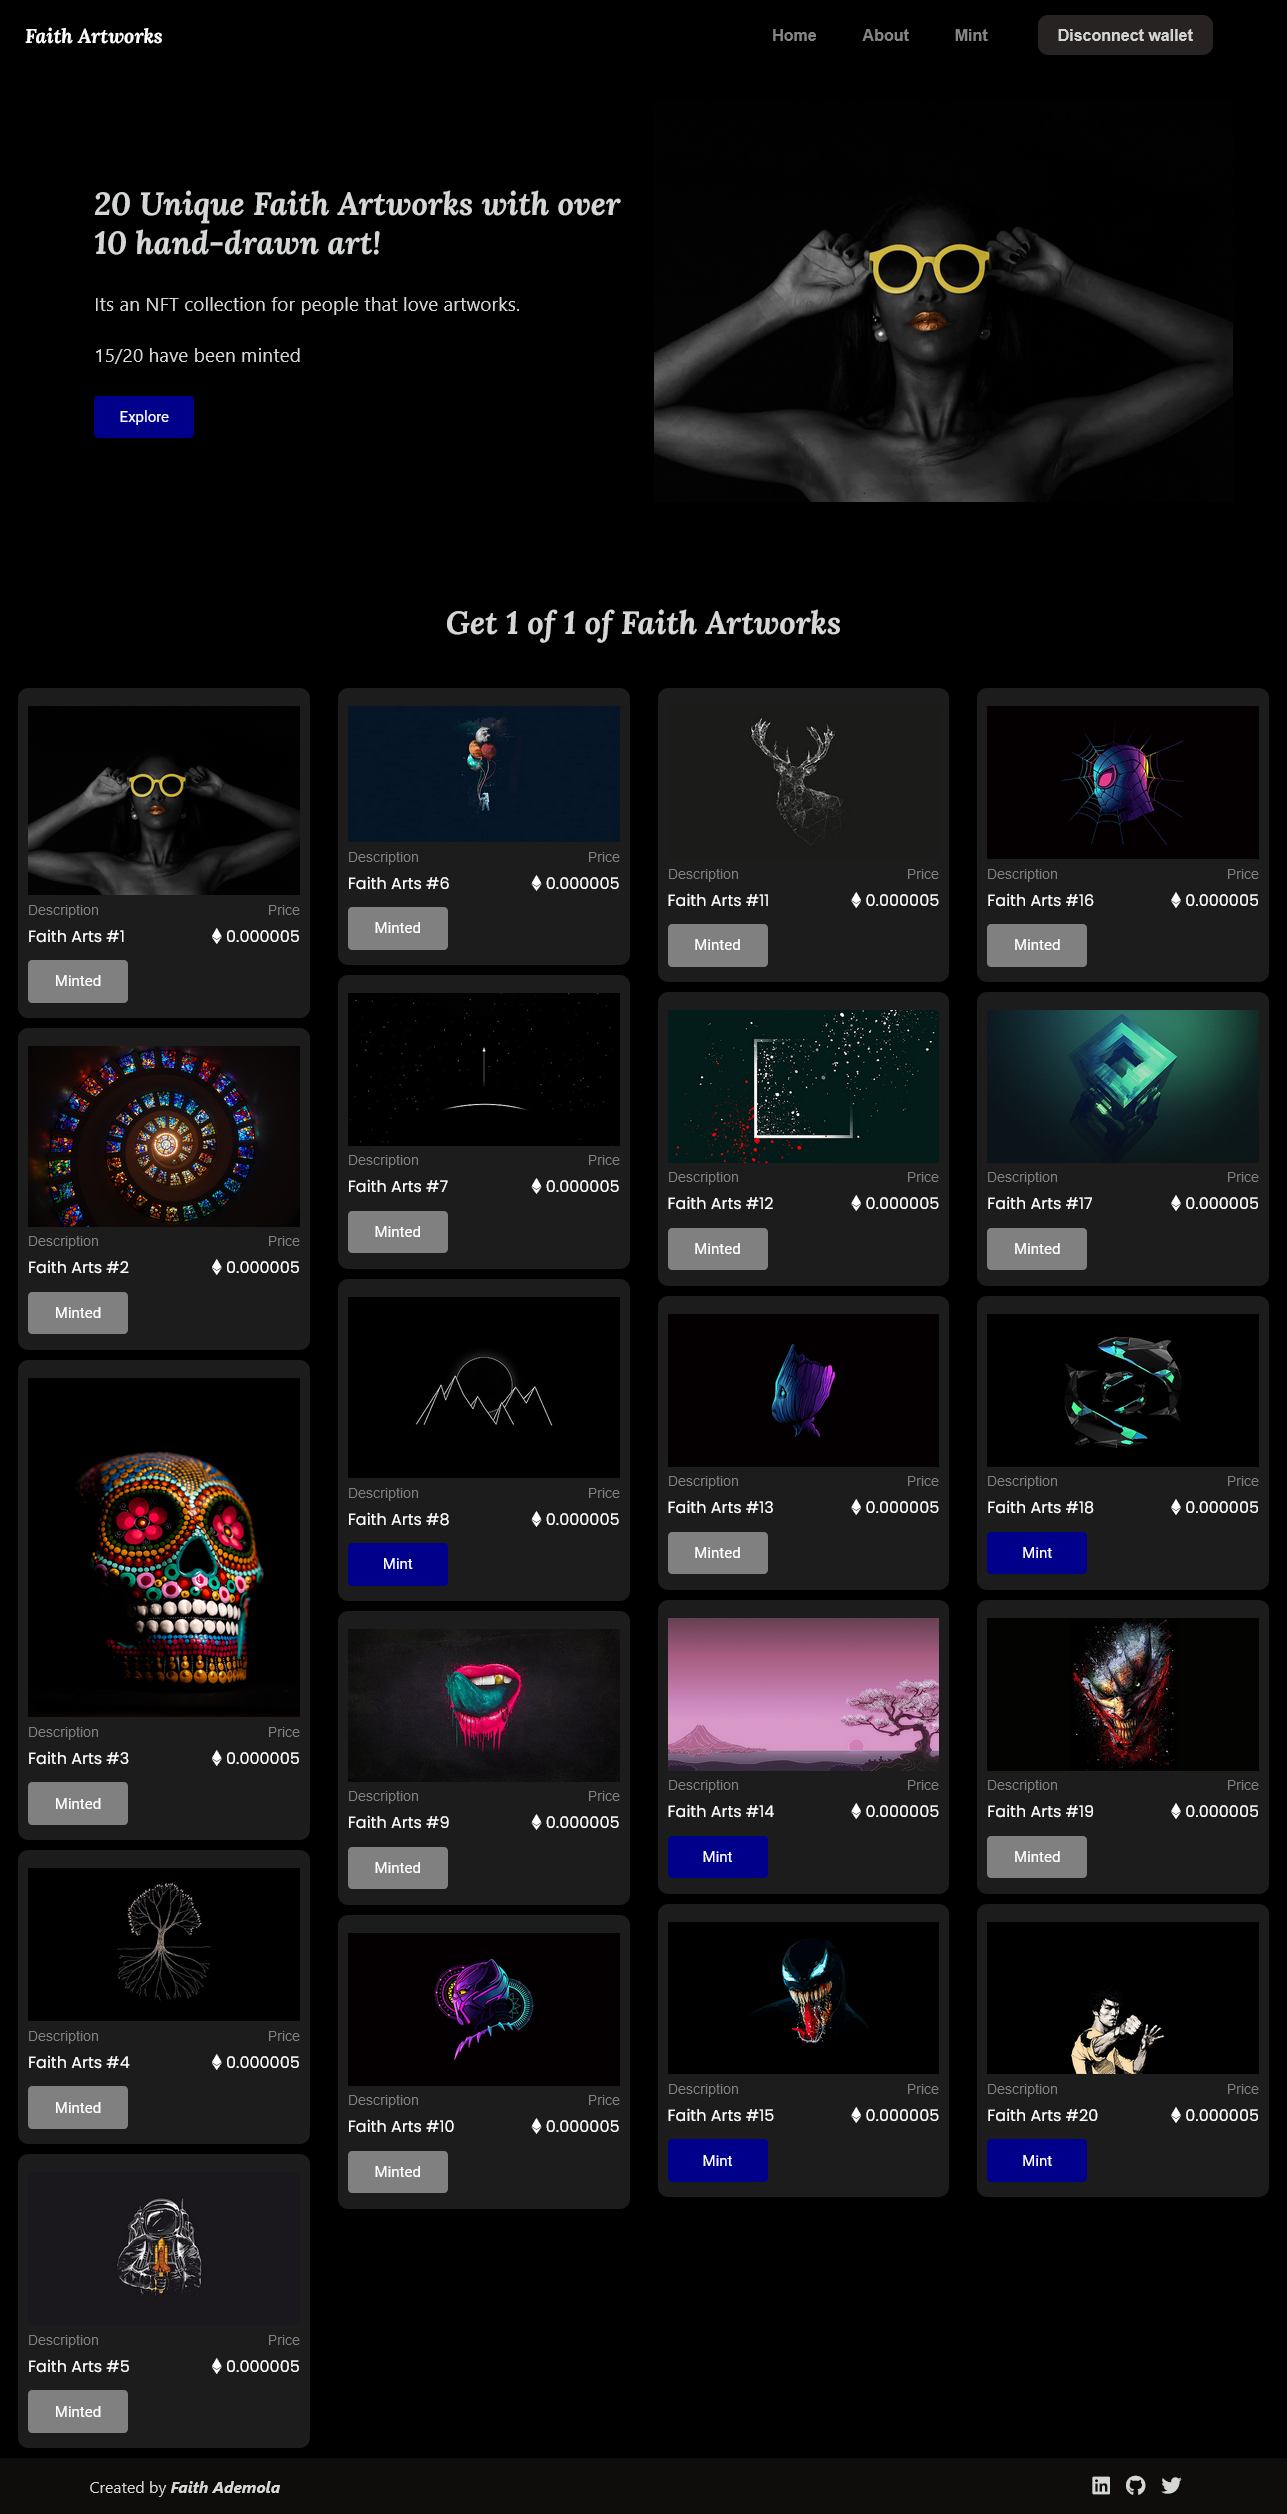 Faith Artworks
Home
About
Mint
Disconnect wallet
20 Unique Faith Artworks with over
10 hand-drawn art!
Its an NFT collection for people that love artworks.
15/20 have been minted
Explore
Get 1 of 1 of Faith Artworks
Description Price
Faith Arts #1 0.000005
Minted
Description Price
Faith Arts #2 0.000005
Minted
Description Price
Faith Arts #3 0.000005
Minted
Description Price
Faith Arts #4 0.000005
Minted
Description Price
Faith Arts #5 0.000005
Minted
Description Price
Faith Arts #6 0.000005
Minted
Description Price
Faith Arts #7 0.000005
Minted
Description Price
Faith Arts #8 0.000005
Mint
Description Price
Faith Arts #9 0.000005
Minted
Description Price
Faith Arts #10 0.000005
Minted
Description Price
Faith Arts #11 0.000005
Minted
Description Price
Faith Arts #12 0.000005
Minted
Description Price
Faith Arts #13 0.000005
Minted
Description Price
Faith Arts #14 0.000005
Mint
Description Price
Faith Arts #15 0.000005
Mint
Description Price
Faith Arts #16 0.000005
Minted
Description Price
Faith Arts #17 0.000005
Minted
Description Price
Faith Arts #18 0.000005
Mint
Description Price
Faith Arts #19 0.000005
Minted
Description Price
Faith Arts #20 0.000005
Mint
Created by Faith Ademola